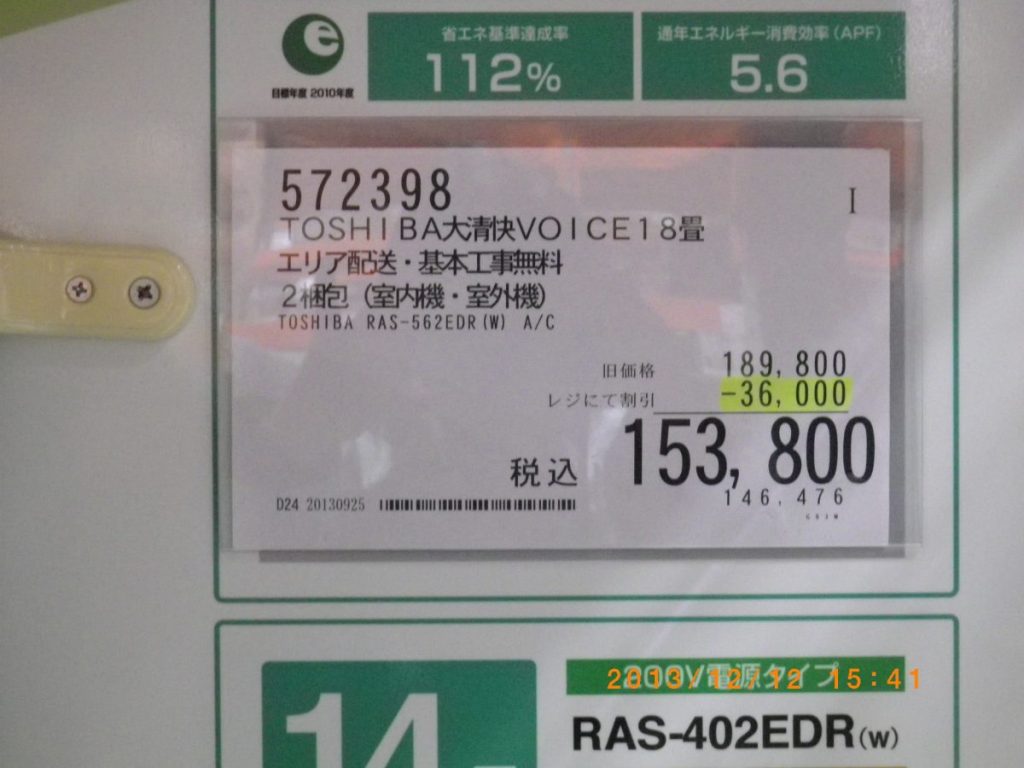 e
目標年度 2010年度
省エネ基準達成率
112%
通年エネルギー消費効率(APF)
5.6
572398
I
TOSHIBA大清快VOICE18畳
エリア配送・基本工事無料
2梱包(室内機・室外機)
TOSHIBA RAS-562EDR(W) A/C
旧価格 189,800
レジにて割引 -36,000
税込 153,800
146,476
D24 20130925
14
200V電源タイプ
2013/12/12 15:41
RAS-402EDR(W)